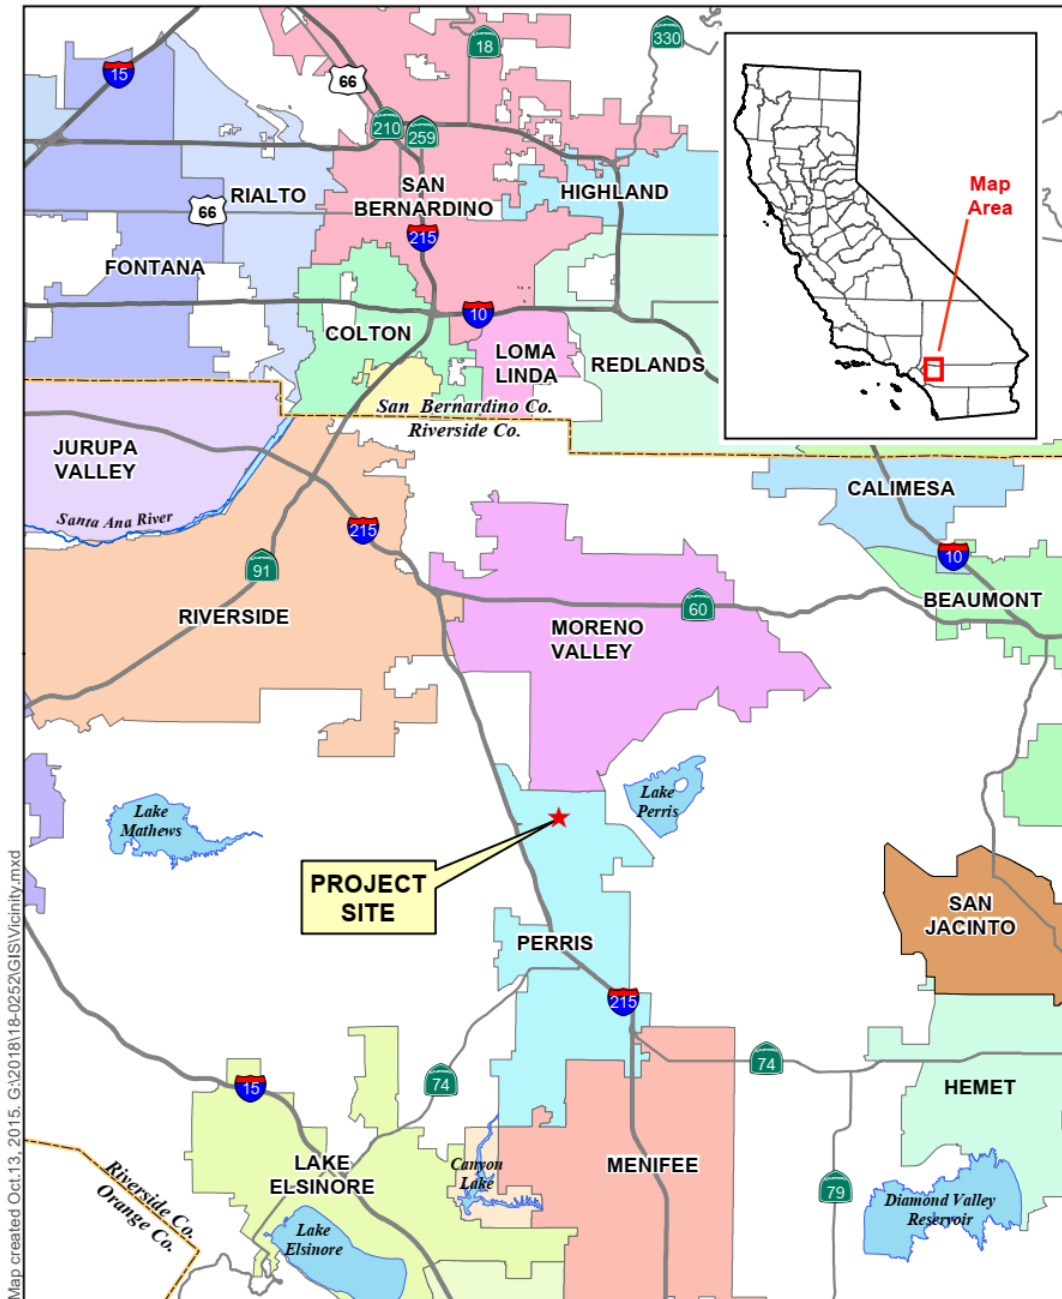 15
66
18
330
210
259
RIALTO
SAN
BERNARDINO
HIGHLAND
66
215
FONTANA
COLTON
10
LOMA
LINDA
REDLANDS
Map
Area
San Bernardino Co.
Riverside Co.
JURUPA
VALLEY
Santa Ana River
215
91
RIVERSIDE
CALIMESA
10
BEAUMONT
60
MORENO
VALLEY
Lake
Mathews
Lake
Perris
PROJECT
SITE
PERRIS
SAN
JACINTO
215
74
74
HEMET
15
LAKE
ELSINORE
Canyon
Lake
MENIFEE
79
Diamond Valley
Reservoir
Riverside Co.
Orange Co.
Lake
Elsinore
Map created Oct.13, 2015. G:\2018\18-0252\GIS\Vicinity.mxd